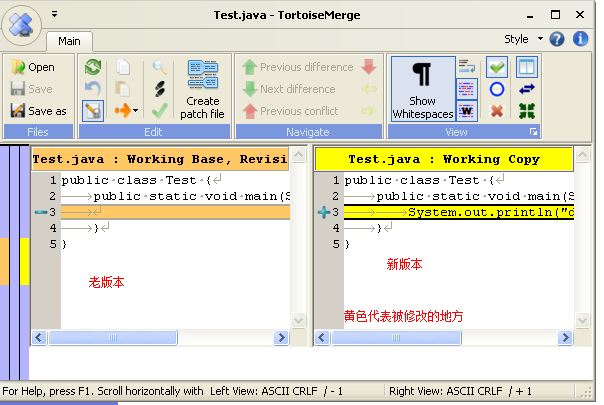 Test.java - TortoiseMerge
Main
Style
Open
Save
Save as
Files
Create
patch file
Edit
Previous difference
Next difference
Previous conflict
Navigate
Show
Whitespaces
View
Test.java : Working Base, Revisi
Test.java : Working Copy
1 public class Test {
2 public static void main(S
3
4 }
5 }
老版本
1 public class Test {
2 public static void main(S
3 System.out.println("d
4 }
5 }
新版本
黄色代表被修改的地方
For Help, press F1. Scroll horizontally with Left View: ASCII CRLF / - 1 Right View: ASCII CRLF / + 1